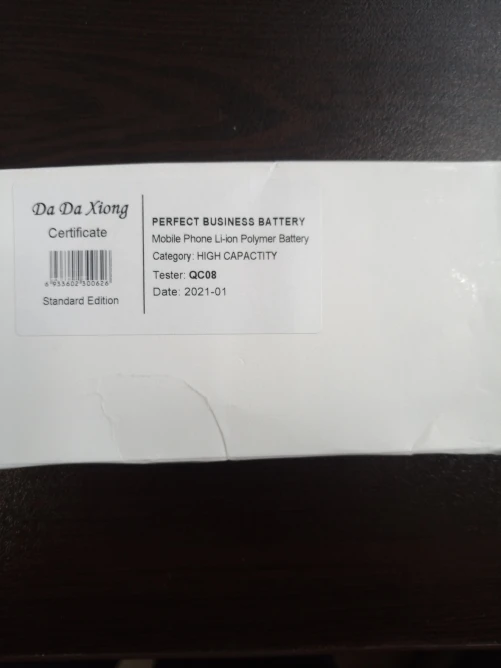 Da Da Xiong
Certificate
6 933602 300626
Standard Edition
PERFECT BUSINESS BATTERY
Mobile Phone Li-ion Polymer Battery
Category: HIGH CAPACTITY
Tester: QC08
Date: 2021-01